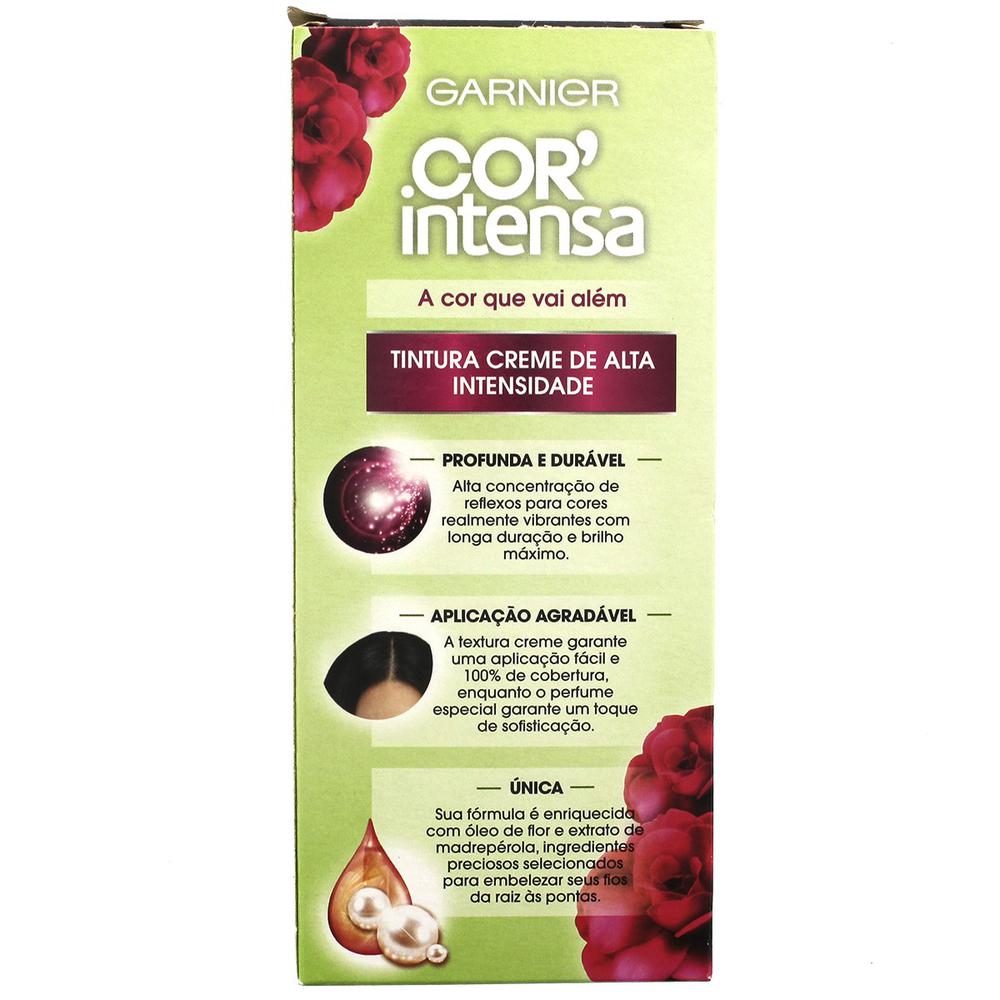 GARNIER
COR'
intensa
A cor que vai além
TINTURA CREME DE ALTA
INTENSIDADE
PROFUNDA E DURÁVEL
Alta concentração de
reflexos para cores
realmente vibrantes com
longa duração e brilho
máximo.
APLICAÇÃO AGRADÁVEL
A textura creme garante
uma aplicação fácil e
100% de cobertura,
enquanto o perfume
especial garante um toque
de sofisticação.
ÚNICA
Sua fórmula é enriquecida
com óleo de flor e extrato de
madrepérola, ingredientes
preciosos selecionados
para embelezar seus fios
da raiz às pontas.